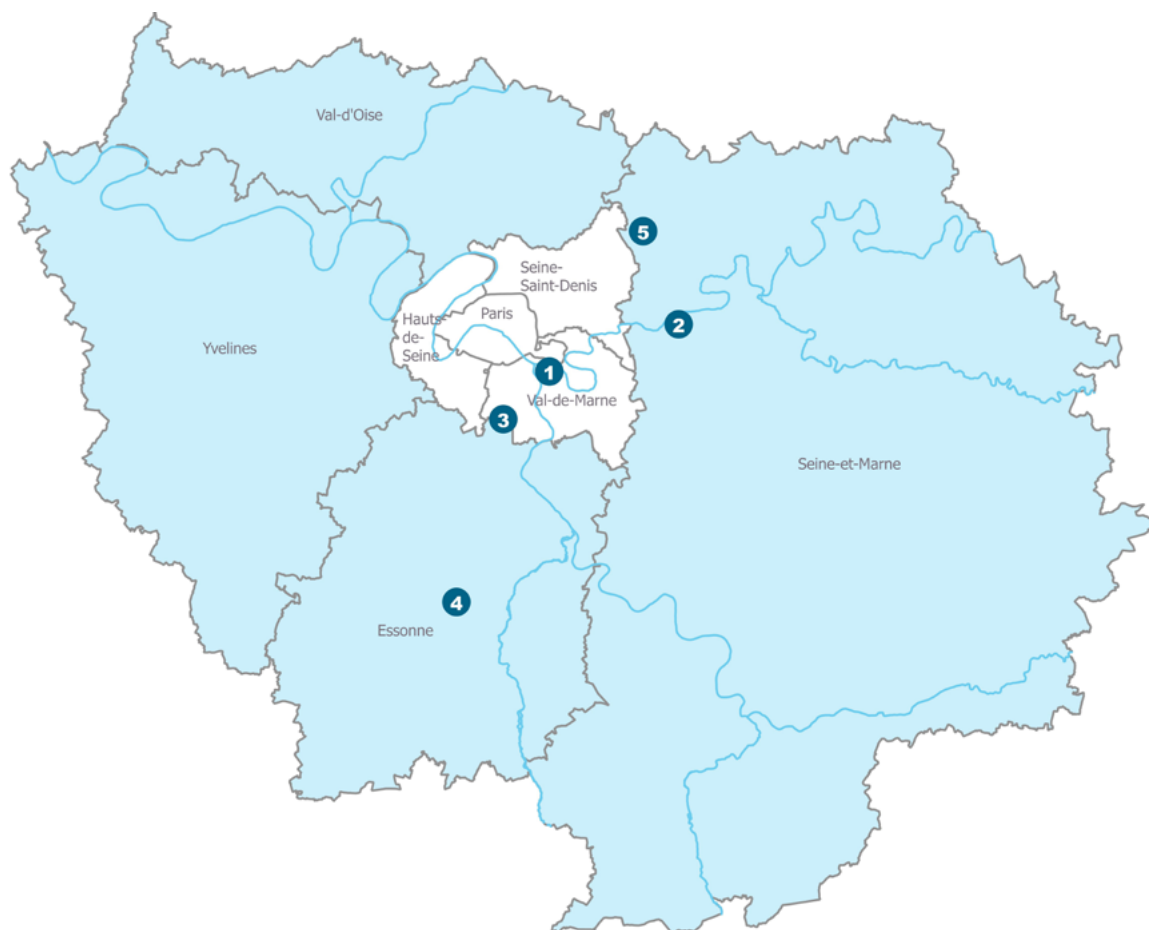 Val-d'Oise
5
Seine-
Saint-Denis
Paris
Hauts-
de-
Seine
2
Yvelines
1
Val-de-Marne
3
Seine-et-Marne
4
Essonne